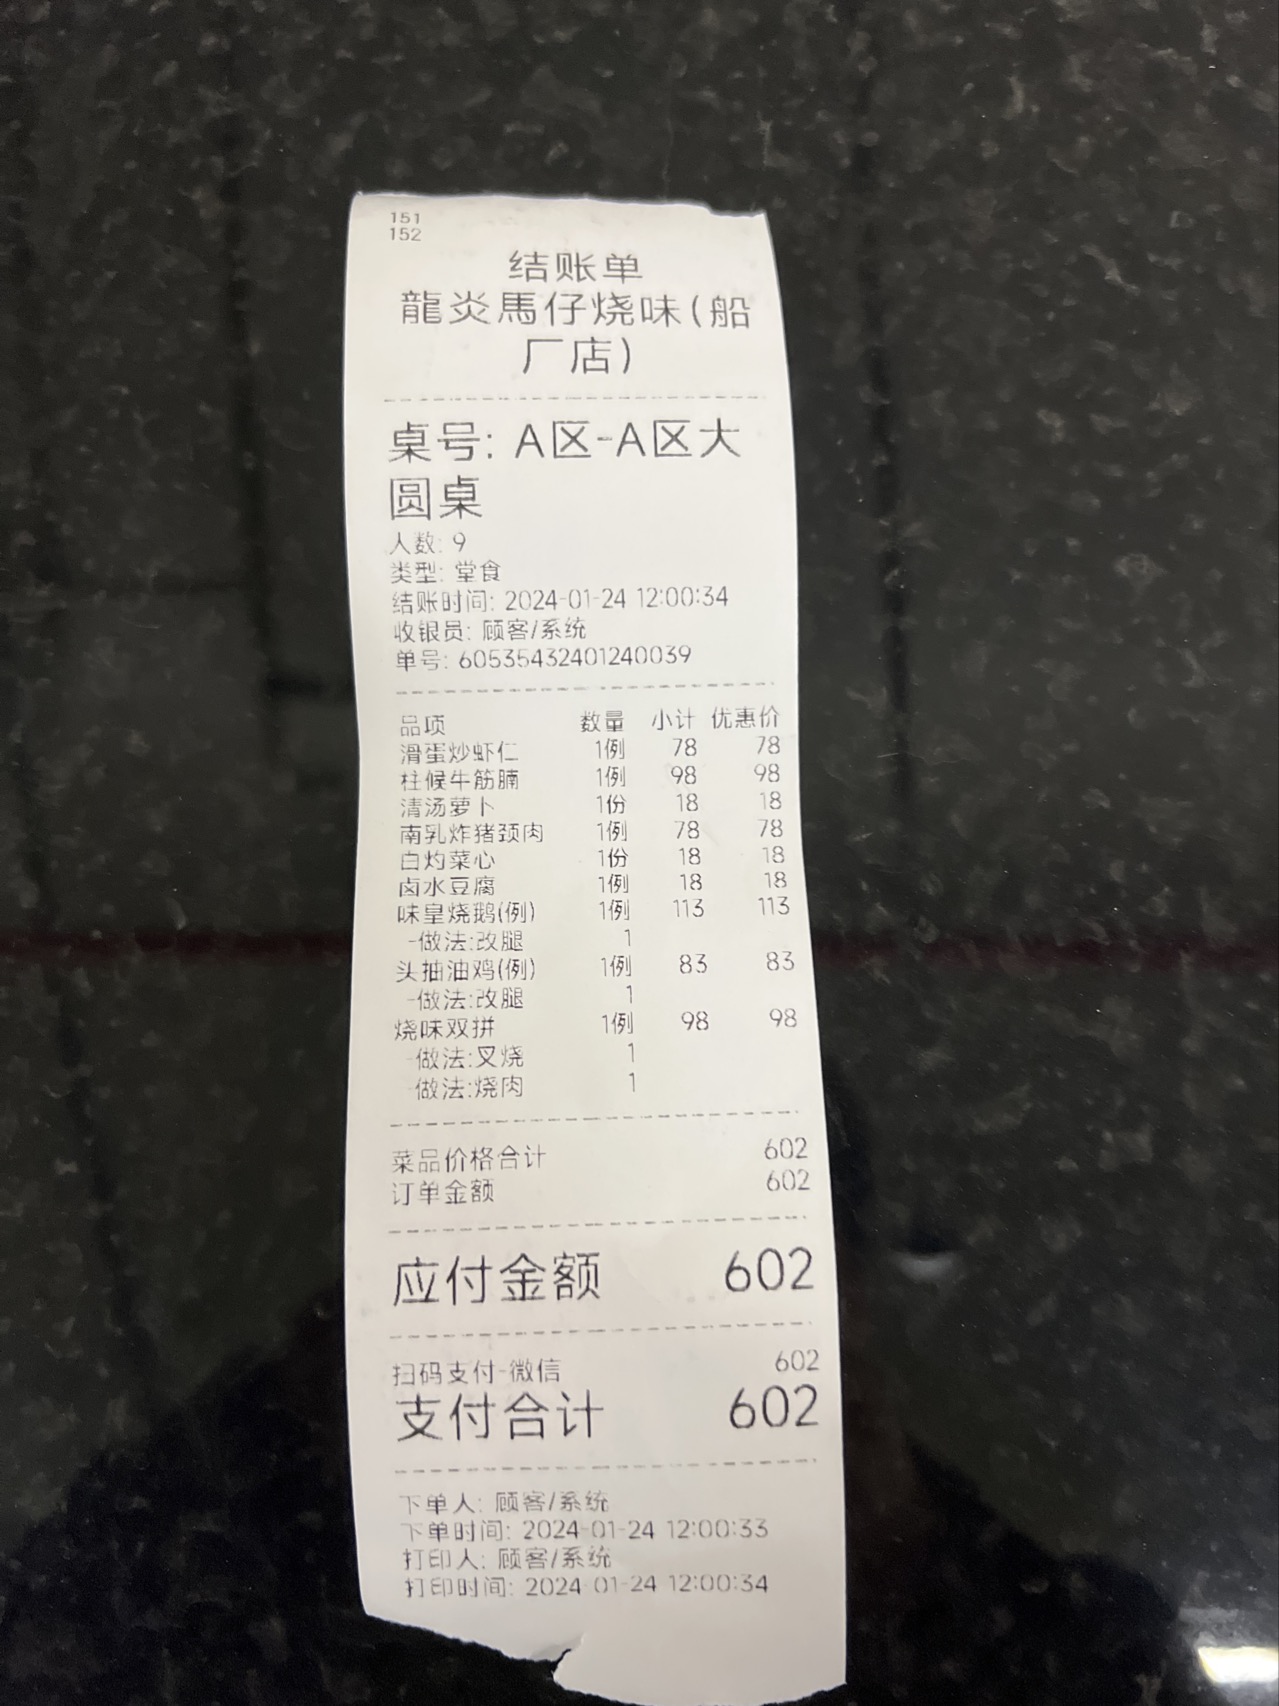 151
152
结账单
龍炎馬仔烧味(船
厂店)
桌号: A区-A区大
圆桌
人数: 9
类型: 堂食
结账时间: 2024-01-24 12:00:34
收银员: 顾客/系统
单号: 60535432401240039
品项 数量 小计 优惠价
滑蛋炒虾仁 1例 78 78
柱候牛筋腩 1例 98 98
清汤萝卜 1份 18 18
南乳炸猪颈肉 1例 78 78
白灼菜心 1份 18 18
卤水豆腐 1例 18 18
味皇烧鹅(例) 1例 113 113
-做法:改腿 1
头抽油鸡(例) 1例 83 83
-做法:改腿 1
烧味双拼 1例 98 98
-做法:叉烧 1
-做法:烧肉 1
菜品价格合计 602
订单金额 602
应付金额 602
扫码支付-微信 602
支付合计 602
下单人: 顾客/系统
下单时间: 2024-01-24 12:00:33
打印人: 顾客/系统
打印时间: 2024-01-24 12:00:34